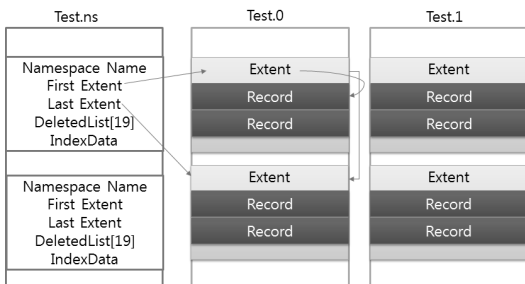 Test.ns
Test.0
Test.1
Namespace Name
First Extent
Last Extent
DeletedList[19]
IndexData
Namespace Name
First Extent
Last Extent
DeletedList[19]
IndexData
Extent
Record
Record
Extent
Record
Record
Extent
Record
Record
Extent
Record
Record